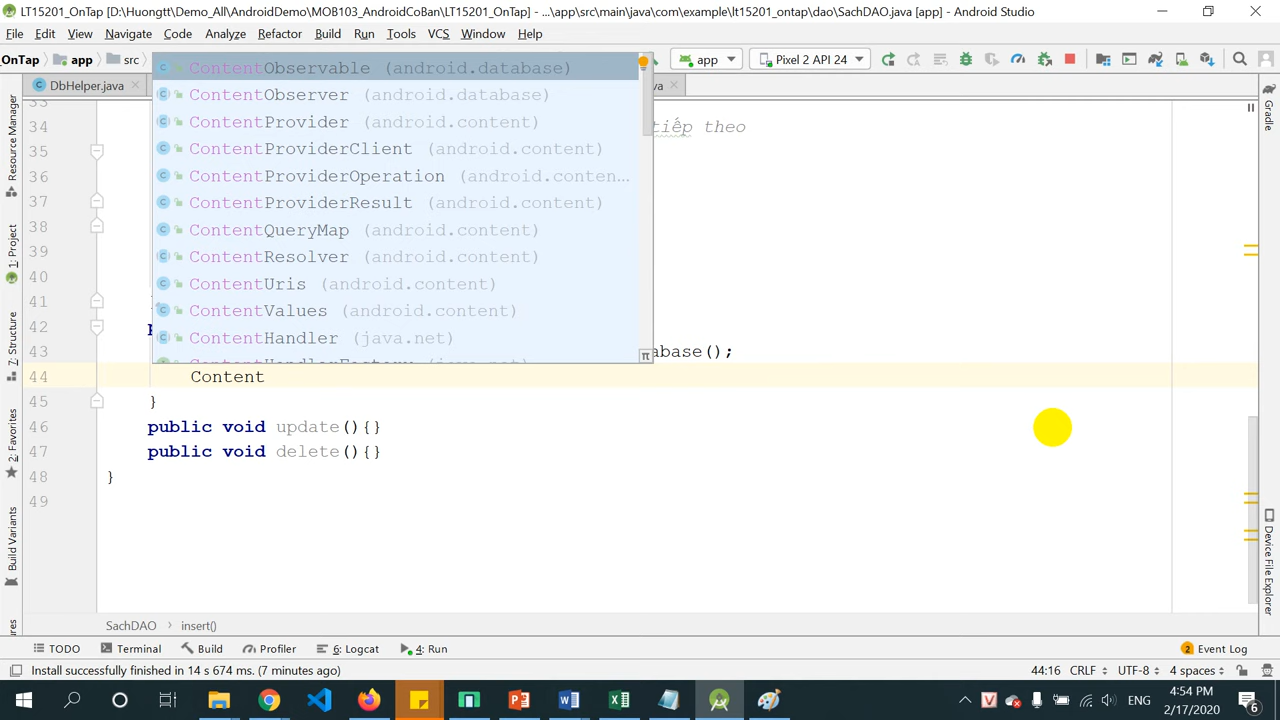 LT15201_OnTap [D:\Huongtt\Demo_All\AndroidDemo\MOB103_AndroidCoBan\LT15201_OnTap] - ...\app\src\main\java\com\example\lt15201_ontap\dao\SachDAO.java [app] - Android Studio
File Edit View Navigate Code Analyze Refactor Build Run Tools VCS Window Help
_OnTap app src app Pixel 2 API 24
DbHelper.java va
ContentObservable (android.database)
ContentObserver (android.database)
ContentProvider (android.content)
ContentProviderClient (android.content)
ContentProviderOperation (android.conten...
ContentProviderResult (android.content)
ContentQueryMap (android.content)
ContentResolver (android.content)
ContentUris (android.content)
ContentValues (android.content)
ContentHandler (java.net)
ContentHandlerFactory (java.net)
33
34 tiếp theo
35
36
37
38
39
40
41
42
43 abase();
44 Content
45 }
46 public void update(){}
47 public void delete(){}
48 }
49
Resource Manager
1: Project
Z: Structure
2: Favorites
Build Variants
Gradle
Device File Explorer
SachDAO insert()
TODO Terminal Build Profiler 6: Logcat 4: Run 2 Event Log
Install successfully finished in 14 s 674 ms. (7 minutes ago) 44:16 CRLF UTF-8 4 spaces
ENG 4:54 PM
2/17/2020 6